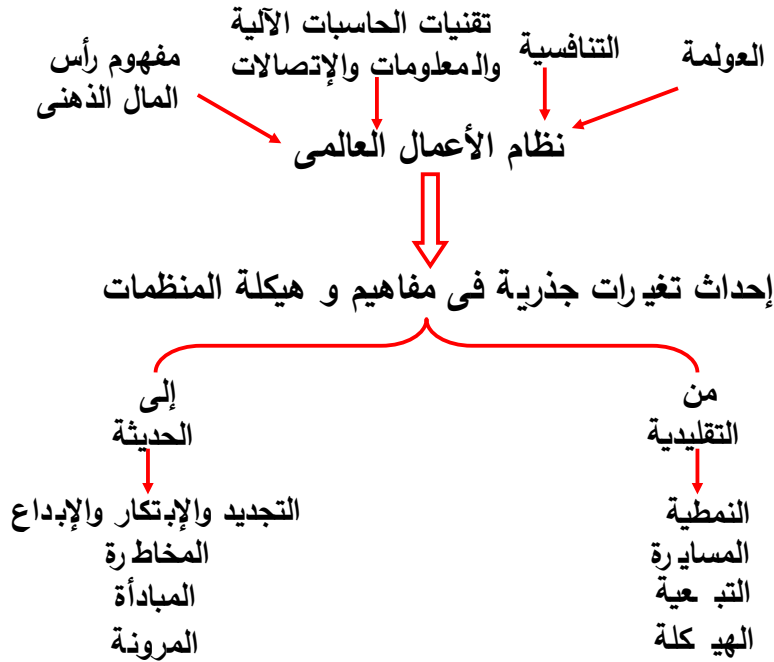 العولمة
التنافسية
تقنيات الحاسبات الآلية
والمعلومات والإتصالات
مفهوم رأس
المال الذهنى
نظام الأعمال العالمى
إحداث تغيرات جذرية فى مفاهيم و هيكلة المنظمات
من
التقليدية
النمطية
المسايرة
التبعية
الهيكلة
إلى
الحديثة
التجديد والإبتكار والإبداع
المخاطرة
المبادأة
المرونة